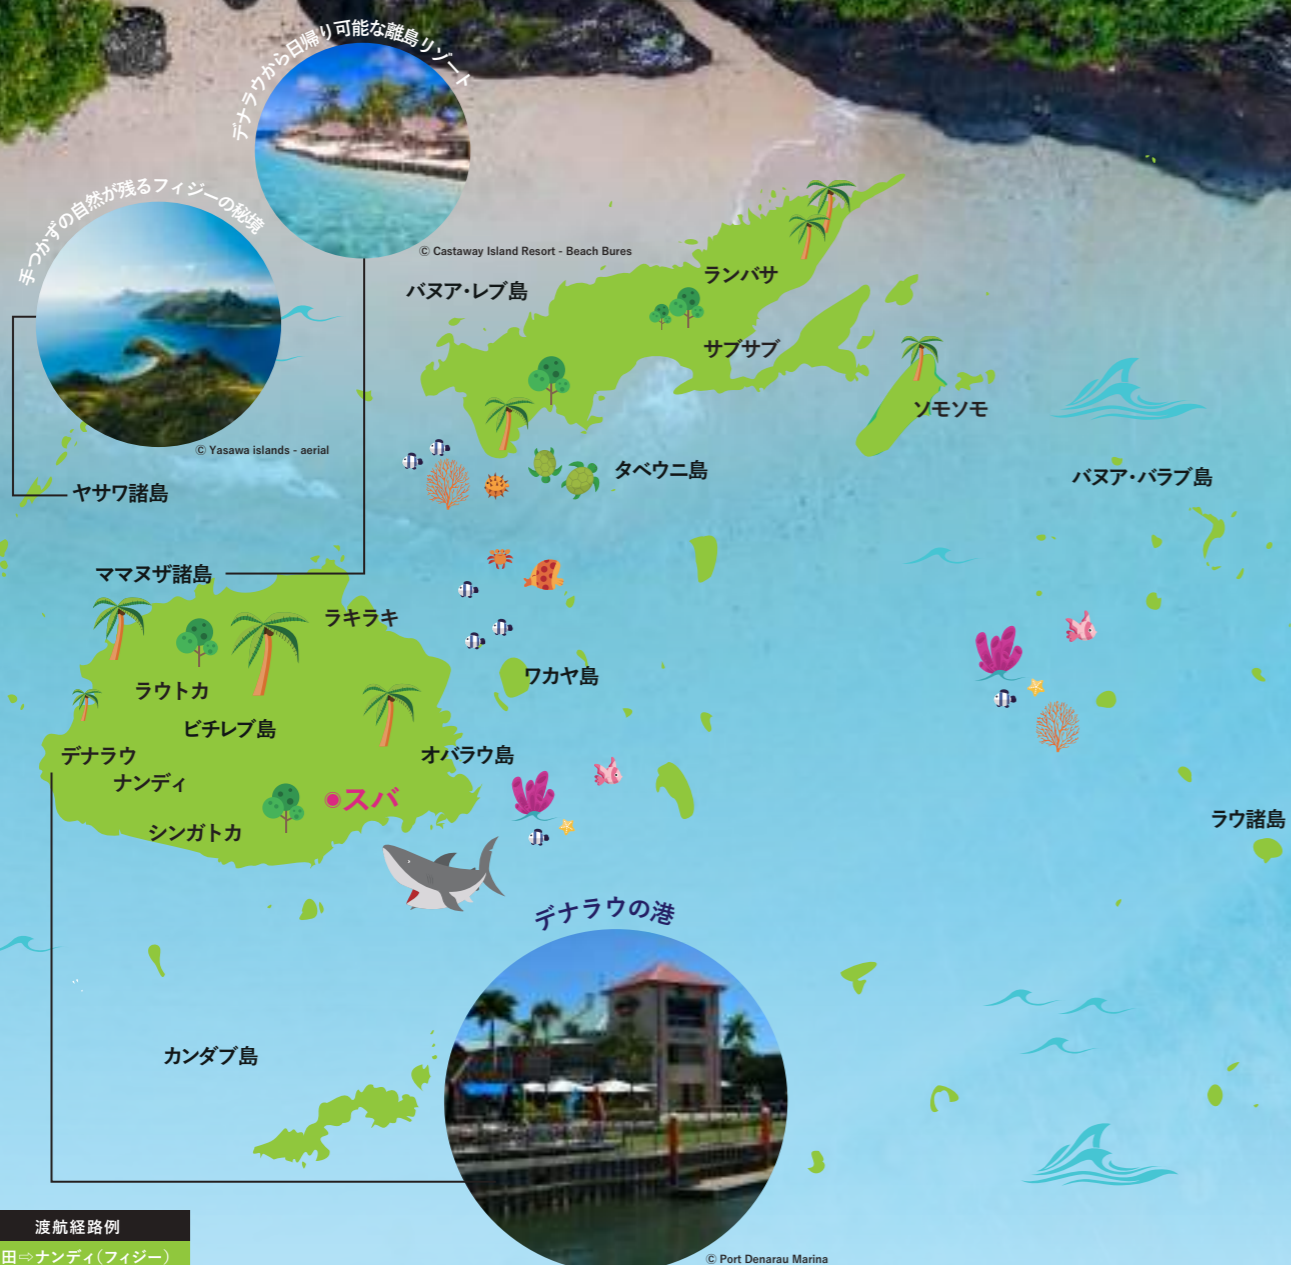 デナラウから日帰り可能な離島リゾート
手つかずの自然が残るフィジーの秘境
© Castaway Island Resort - Beach Bures
ランバサ
バヌア・レブ島
サブサブ
ソモソモ
© Yasawa islands - aerial
タベウニ島
バヌア・バラブ島
ヤサワ諸島
ママヌザ諸島
ラキラキ
ワカヤ島
ラウトカ
ビチレブ島
デナラウ
オバラウ島
ナンディ
スバ
ラウ諸島
シンガトカ
デナラウの港
カンダブ島
渡航経路例
田⇨ナンディ(フィジー)
© Port Denarau Marina